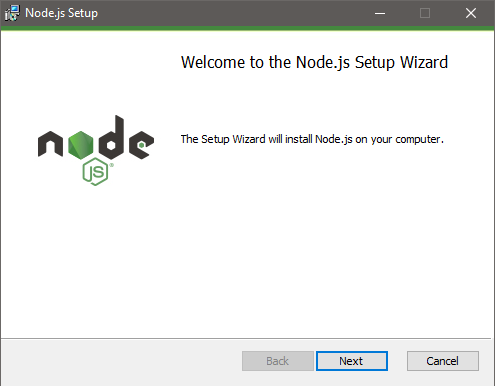 Node.js Setup
Welcome to the Node.js Setup Wizard
The Setup Wizard will install Node.js on your computer.
node
JS®
Back
Next
Cancel